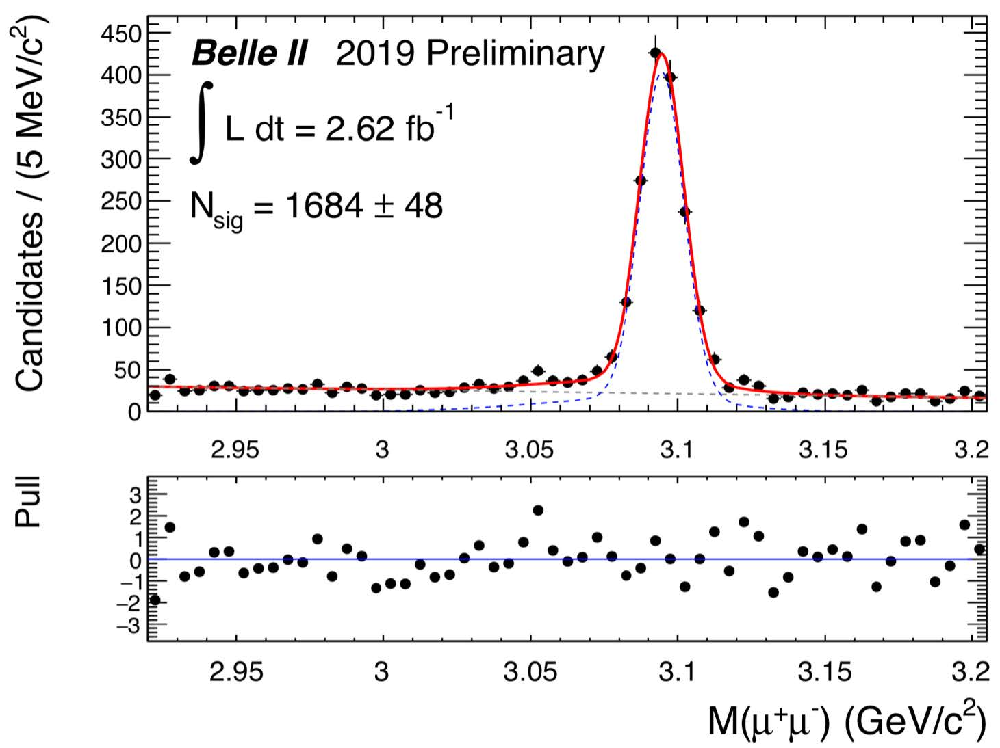 Candidates / (5 MeV/c²)
450
400
350
300
250
200
150
100
50
0
Belle II 2019 Preliminary
∫ L dt = 2.62 fb⁻¹
N_sig = 1684 ± 48
2.95 3 3.05 3.1 3.15 3.2
Pull
3
2
1
0
−1
−2
−3
2.95 3 3.05 3.1 3.15 3.2
M(μ⁺μ⁻) (GeV/c²)